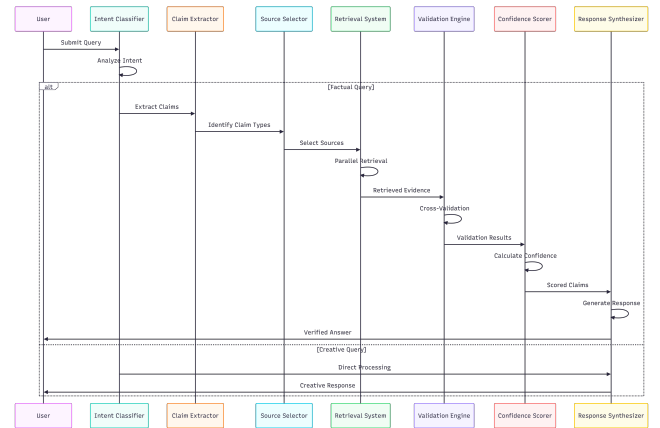 User Intent Classifier Claim Extractor Source Selector Retrieval System Validation Engine Confidence Scorer Response Synthesizer
Submit Query
Analyze Intent
alt [Factual Query]
Extract Claims
Identify Claim Types
Select Sources
Parallel Retrieval
Retrieved Evidence
Cross-Validation
Validation Results
Calculate Confidence
Scored Claims
Generate Response
Verified Answer
[Creative Query]
Direct Processing
Creative Response
User Intent Classifier Claim Extractor Source Selector Retrieval System Validation Engine Confidence Scorer Response Synthesizer